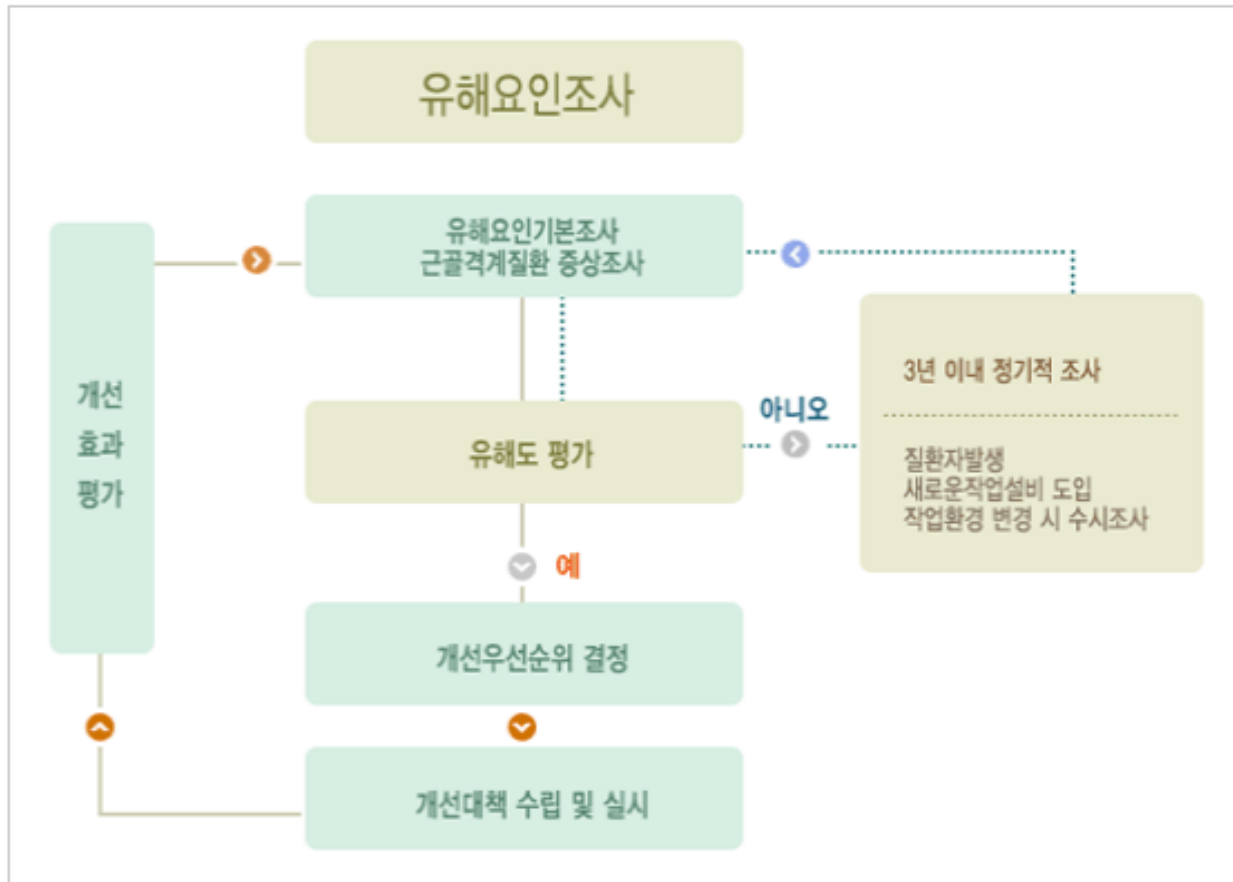 유해요인조사
유해요인기본조사
근골격계질환 증상조사
개선
효과
평가
3년 이내 정기적 조사
아니오
유해도 평가
질환자발생
새로운작업설비 도입
작업환경 변경 시 수시조사
예
개선우선순위 결정
개선대책 수립 및 실시